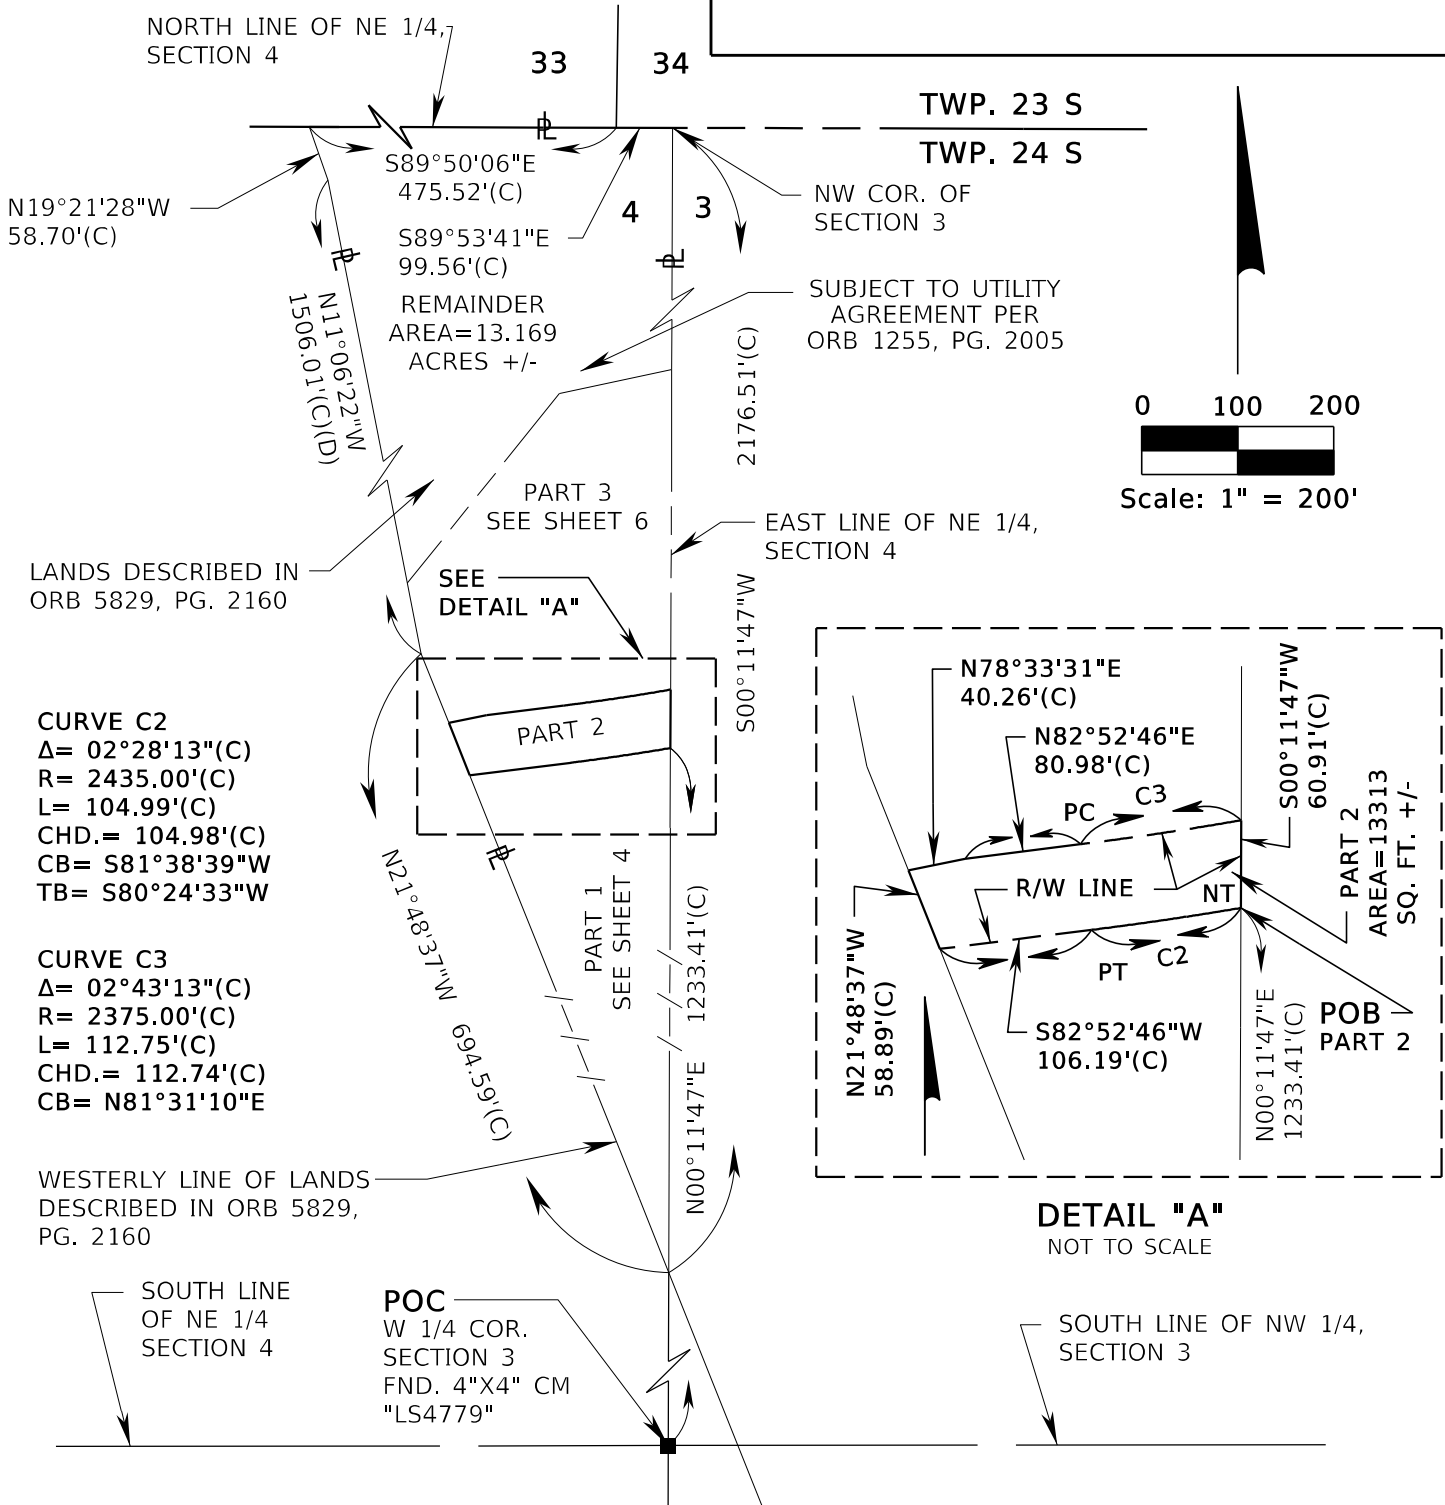 NORTH LINE OF NE 1/4,
SECTION 4
33
34
TWP. 23 S
TWP. 24 S
S89°50'06"E
475.52'(C)
N19°21'28"W
58.70'(C)
4
3
NW COR. OF
SECTION 3
S89°53'41"E
99.56'(C)
PL
PL
PL
REMAINDER
AREA=13.169
ACRES +/-
SUBJECT TO UTILITY
AGREEMENT PER
ORB 1255, PG. 2005
N11°06'22"W
1506.01'(C)(D)
2176.51'(C)
S00°11'47"W
0 100 200
Scale: 1" = 200'
PART 3
SEE SHEET 6
EAST LINE OF NE 1/4,
SECTION 4
LANDS DESCRIBED IN
ORB 5829, PG. 2160
SEE
DETAIL "A"
PART 2
CURVE C2
Δ= 02°28'13"(C)
R= 2435.00'(C)
L= 104.99'(C)
CHD.= 104.98'(C)
CB= S81°38'39"W
TB= S80°24'33"W
CURVE C3
Δ= 02°43'13"(C)
R= 2375.00'(C)
L= 112.75'(C)
CHD.= 112.74'(C)
CB= N81°31'10"E
PL
N21°48'37"W 694.59'(C)
PART 1
SEE SHEET 4
N00°11'47"E 1233.41'(C)
N78°33'31"E
40.26'(C)
N82°52'46"E
80.98'(C)
PC
C3
S00°11'47"W
60.91'(C)
PART 2
AREA=13313
SQ. FT. +/-
R/W LINE
NT
N21°48'37"W
58.89'(C)
PT
C2
S82°52'46"W
106.19'(C)
N00°11'47"E
1233.41'(C)
POB
PART 2
DETAIL "A"
NOT TO SCALE
WESTERLY LINE OF LANDS
DESCRIBED IN ORB 5829,
PG. 2160
SOUTH LINE
OF NE 1/4
SECTION 4
POC
W 1/4 COR.
SECTION 3
FND. 4"X4" CM
"LS4779"
SOUTH LINE OF NW 1/4,
SECTION 3